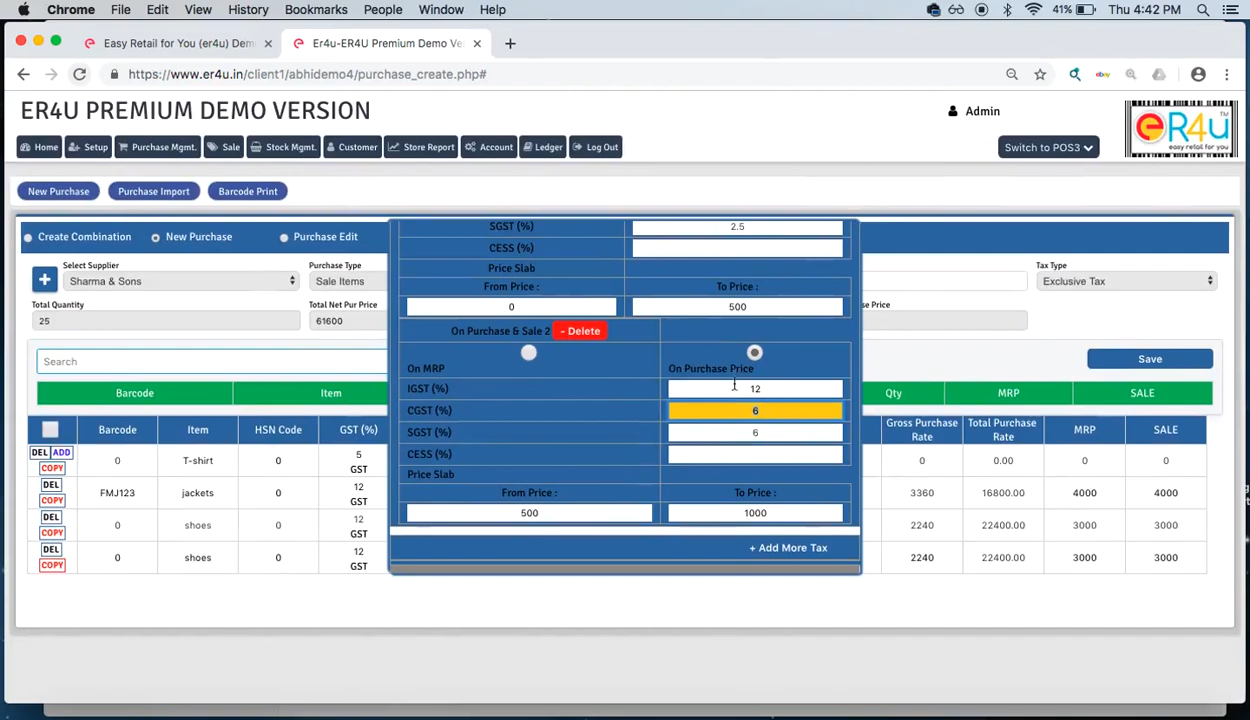 Chrome File Edit View History Bookmarks People Window Help 41% Thu 4:42 PM
Easy Retail for You (er4u) Dem × Er4u-ER4U Premium Demo Ve × +
https://www.er4u.in/client1/abhidemo4/purchase_create.php#
ER4U PREMIUM DEMO VERSION
Admin
eR4u TM
easy retail for you
Home Setup Purchase Mgmt. Sale Stock Mgmt. Customer Store Report Account Ledger Log Out
Switch to POS3
New Purchase Purchase Import Barcode Print
Create Combination New Purchase Purchase Edit
Select Supplier Purchase Type Tax Type
+ Sharma & Sons Sale Items Exclusive Tax
Total Quantity Total Net Pur Price se Price
25 61600
Search Save
Barcode Item Qty MRP SALE
Barcode Item HSN Code GST (%) Gross Purchase Rate Total Purchase Rate MRP SALE
DEL ADD COPY 0 T-shirt 0 5 GST 0 0.00 0 0
DEL COPY FMJ123 jackets 0 12 GST 3360 16800.00 4000 4000
DEL COPY 0 shoes 0 12 GST 2240 22400.00 3000 3000
DEL COPY 0 shoes 0 12 GST 2240 22400.00 3000 3000
SGST (%) 2.5
CESS (%)
Price Slab
From Price : To Price :
0 500
On Purchase & Sale 2 - Delete
On MRP On Purchase Price
IGST (%) 12
CGST (%) 6
SGST (%) 6
CESS (%)
Price Slab
From Price : To Price :
500 1000
+ Add More Tax